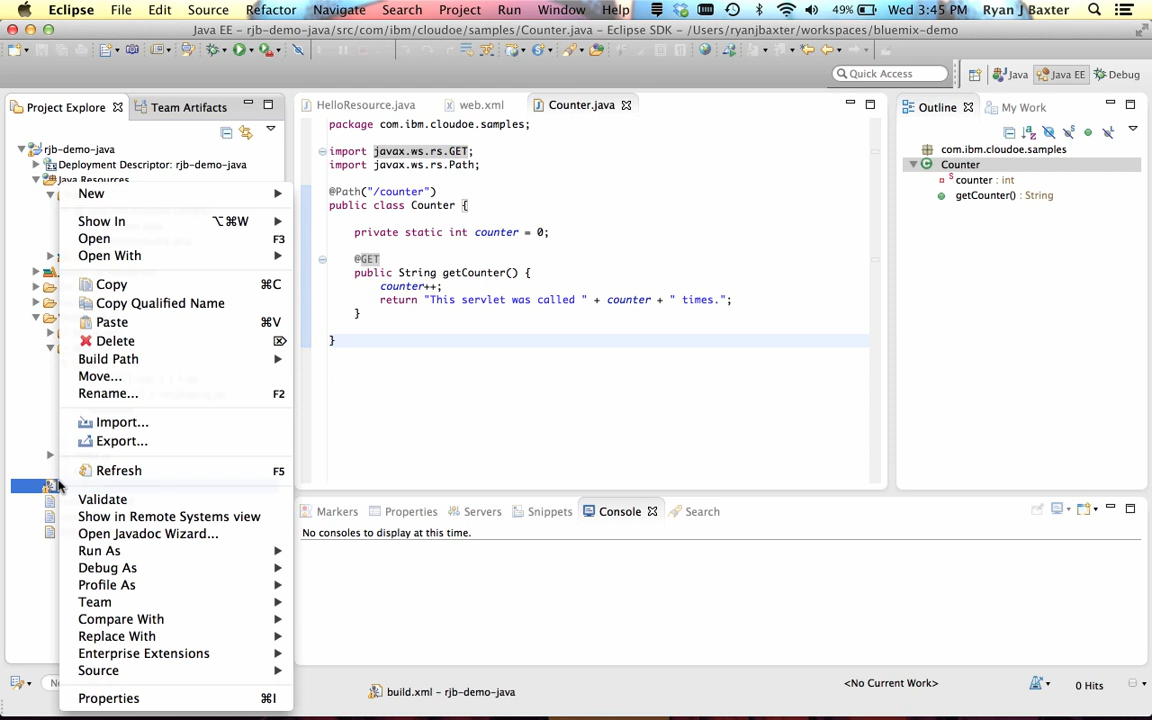 Eclipse File Edit Source Refactor Navigate Search Project Run Window Help 49% Wed 3:45 PM Ryan J Baxter
Java EE - rjb-demo-java/src/com/ibm/cloudoe/samples/Counter.java - Eclipse SDK - /Users/ryanjbaxter/workspaces/bluemix-demo
Quick Access Java Java EE Debug
Project Explore Team Artifacts
rjb-demo-java
Deployment Descriptor: rjb-demo-java
Java Resources
New
Show In ⌥⌘W
Open F3
Open With
Copy ⌘C
Copy Qualified Name
Paste ⌘V
Delete ⌦
Build Path
Move...
Rename... F2
Import...
Export...
Refresh F5
Validate
Show in Remote Systems view
Open Javadoc Wizard...
Run As
Debug As
Profile As
Team
Compare With
Replace With
Enterprise Extensions
Source
Properties ⌘I
HelloResource.java web.xml Counter.java
package com.ibm.cloudoe.samples;
import javax.ws.rs.GET;
import javax.ws.rs.Path;
@Path("/counter")
public class Counter {
private static int counter = 0;
@GET
public String getCounter() {
counter++;
return "This servlet was called " + counter + " times.";
}
}
Outline My Work
com.ibm.cloudoe.samples
Counter
counter : int
getCounter() : String
Markers Properties Servers Snippets Console Search
No consoles to display at this time.
build.xml - rjb-demo-java
<No Current Work>
0 Hits